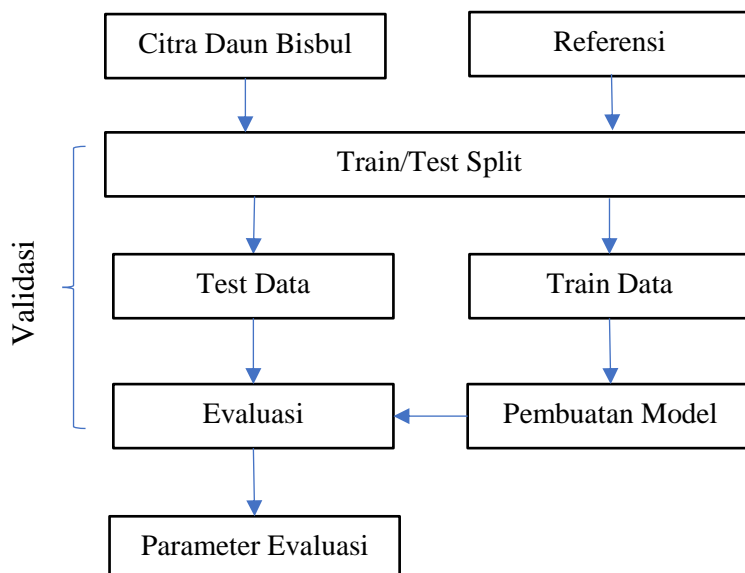 Citra Daun Bisbul
Referensi
Train/Test Split
Validasi
Test Data
Train Data
Evaluasi
Pembuatan Model
Parameter Evaluasi